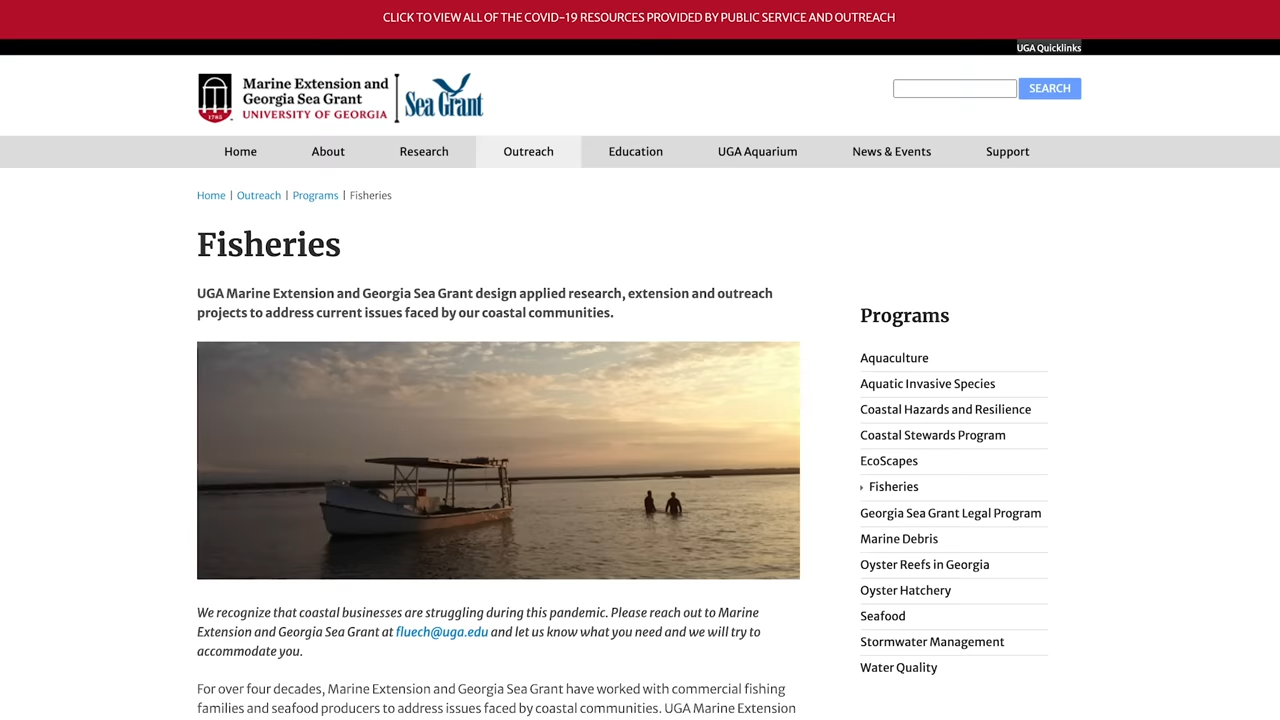 CLICK TO VIEW ALL OF THE COVID-19 RESOURCES PROVIDED BY PUBLIC SERVICE AND OUTREACH
UGA Quicklinks
Marine Extension and
Georgia Sea Grant
UNIVERSITY OF GEORGIA
1785
Sea Grant
SEARCH
Home
About
Research
Outreach
Education
UGA Aquarium
News & Events
Support
Home | Outreach | Programs | Fisheries
Fisheries
UGA Marine Extension and Georgia Sea Grant design applied research, extension and outreach
projects to address current issues faced by our coastal communities.
We recognize that coastal businesses are struggling during this pandemic. Please reach out to Marine
Extension and Georgia Sea Grant at fluech@uga.edu and let us know what you need and we will try to
accommodate you.
For over four decades, Marine Extension and Georgia Sea Grant have worked with commercial fishing
families and seafood producers to address issues faced by coastal communities. UGA Marine Extension
Programs
Aquaculture
Aquatic Invasive Species
Coastal Hazards and Resilience
Coastal Stewards Program
EcoScapes
Fisheries
Georgia Sea Grant Legal Program
Marine Debris
Oyster Reefs in Georgia
Oyster Hatchery
Seafood
Stormwater Management
Water Quality